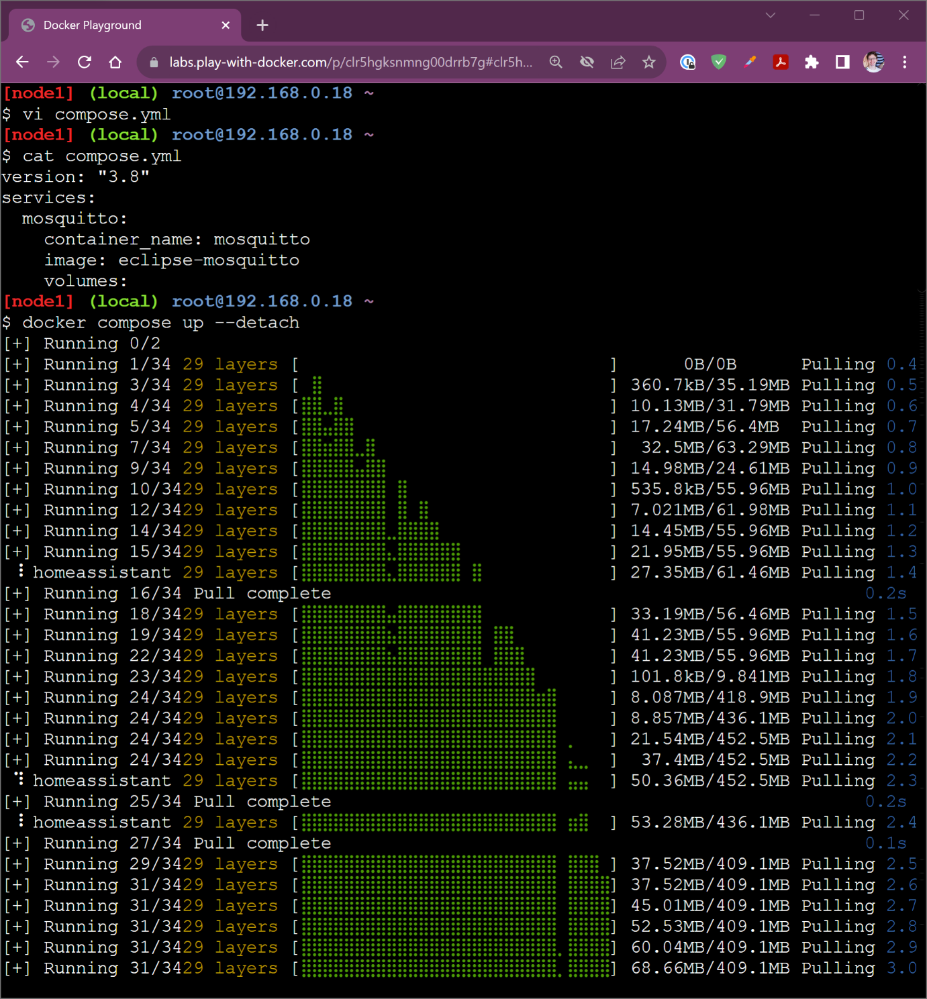 Docker Playground
labs.play-with-docker.com/p/clr5hgksnmng00drrb7g#clr5h...
[node1] (local) root@192.168.0.18 ~
$ vi compose.yml
[node1] (local) root@192.168.0.18 ~
$ cat compose.yml
version: "3.8"
services:
  mosquitto:
    container_name: mosquitto
    image: eclipse-mosquitto
    volumes:
[node1] (local) root@192.168.0.18 ~
$ docker compose up --detach
[+] Running 0/2
[+] Running 1/34 29 layers [ ] 0B/0B Pulling 0.4
[+] Running 3/34 29 layers [ ] 360.7kB/35.19MB Pulling 0.5
[+] Running 4/34 29 layers [ ] 10.13MB/31.79MB Pulling 0.6
[+] Running 5/34 29 layers [ ] 17.24MB/56.4MB Pulling 0.7
[+] Running 7/34 29 layers [ ] 32.5MB/63.29MB Pulling 0.8
[+] Running 9/34 29 layers [ ] 14.98MB/24.61MB Pulling 0.9
[+] Running 10/3429 layers [ ] 535.8kB/55.96MB Pulling 1.0
[+] Running 12/3429 layers [ ] 7.021MB/61.98MB Pulling 1.1
[+] Running 14/3429 layers [ ] 14.45MB/55.96MB Pulling 1.2
[+] Running 15/3429 layers [ ] 21.95MB/55.96MB Pulling 1.3
homeassistant 29 layers [ ] 27.35MB/61.46MB Pulling 1.4
[+] Running 16/34 Pull complete 0.2s
[+] Running 18/3429 layers [ ] 33.19MB/56.46MB Pulling 1.5
[+] Running 19/3429 layers [ ] 41.23MB/55.96MB Pulling 1.6
[+] Running 22/3429 layers [ ] 41.23MB/55.96MB Pulling 1.7
[+] Running 23/3429 layers [ ] 101.8kB/9.841MB Pulling 1.8
[+] Running 24/3429 layers [ ] 8.087MB/418.9MB Pulling 1.9
[+] Running 24/3429 layers [ ] 8.857MB/436.1MB Pulling 2.0
[+] Running 24/3429 layers [ ] 21.54MB/452.5MB Pulling 2.1
[+] Running 24/3429 layers [ ] 37.4MB/452.5MB Pulling 2.2
homeassistant 29 layers [ ] 50.36MB/452.5MB Pulling 2.3
[+] Running 25/34 Pull complete 0.2s
homeassistant 29 layers [ ] 53.28MB/436.1MB Pulling 2.4
[+] Running 27/34 Pull complete 0.1s
[+] Running 29/3429 layers [ ] 37.52MB/409.1MB Pulling 2.5
[+] Running 31/3429 layers [ ] 37.52MB/409.1MB Pulling 2.6
[+] Running 31/3429 layers [ ] 45.01MB/409.1MB Pulling 2.7
[+] Running 31/3429 layers [ ] 52.53MB/409.1MB Pulling 2.8
[+] Running 31/3429 layers [ ] 60.04MB/409.1MB Pulling 2.9
[+] Running 31/3429 layers [ ] 68.66MB/409.1MB Pulling 3.0